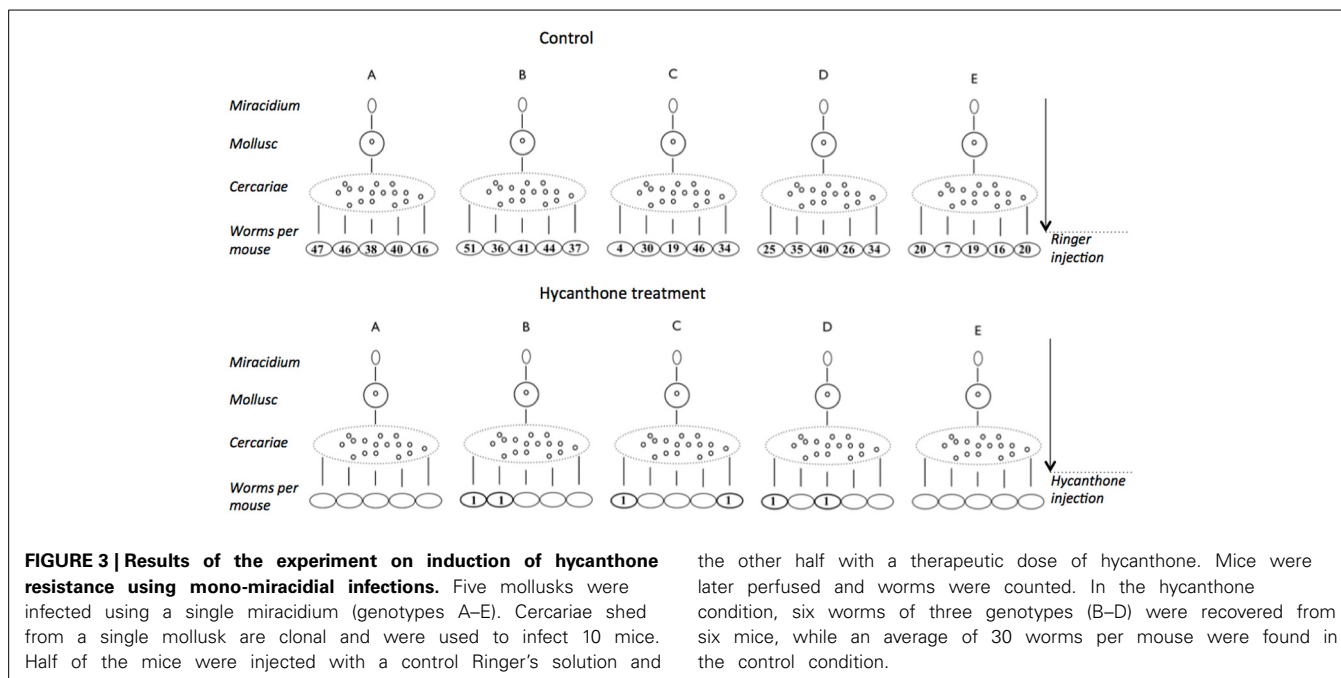 Control
A B C D E
Miracidium
Mollusc
Cercariae
Worms per
mouse
47 46 38 40 16 51 36 41 44 37 4 30 19 46 34 25 35 40 26 34 20 7 19 16 20
Ringer
injection
Hycanthone treatment
A B C D E
Miracidium
Mollusc
Cercariae
Worms per
mouse
1 1 1 1 1 1
Hycanthone
injection
FIGURE 3 | Results of the experiment on induction of hycanthone
resistance using mono-miracidial infections. Five mollusks were
infected using a single miracidium (genotypes A–E). Cercariae shed
from a single mollusk are clonal and were used to infect 10 mice.
Half of the mice were injected with a control Ringer's solution and
the other half with a therapeutic dose of hycanthone. Mice were
later perfused and worms were counted. In the hycanthone
condition, six worms of three genotypes (B–D) were recovered from
six mice, while an average of 30 worms per mouse were found in
the control condition.